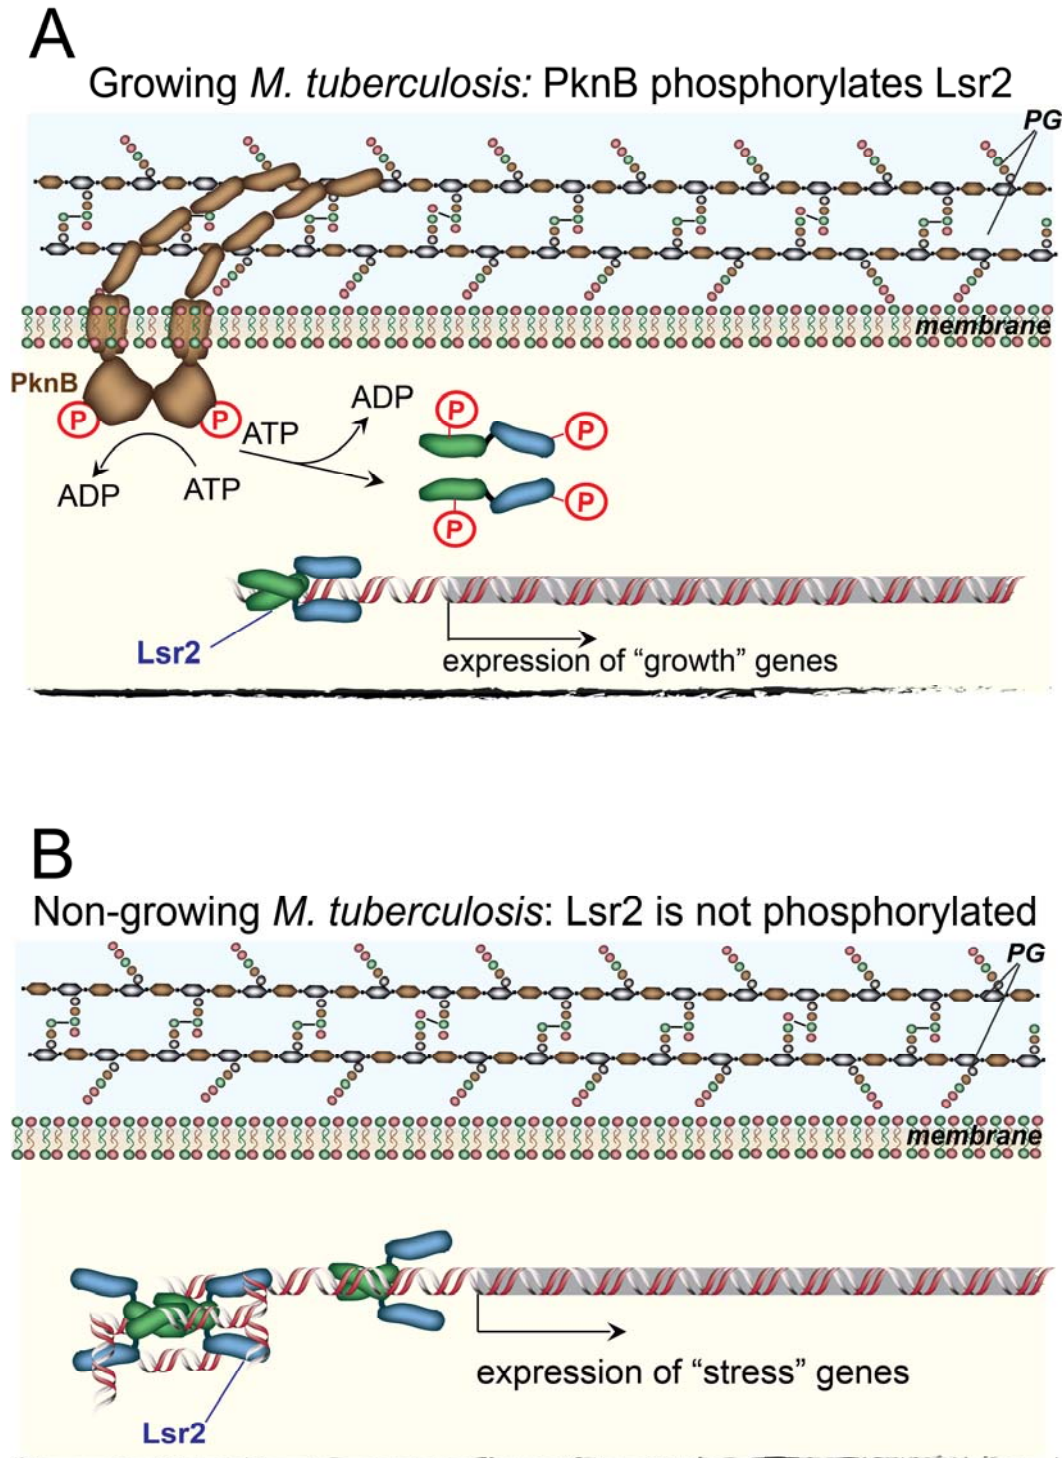 A
Growing M. tuberculosis: PknB phosphorylates Lsr2
PG
membrane
PknB
P
P
ATP
ADP
ADP
ATP
P
P
P
P
Lsr2
expression of “growth” genes
B
Non-growing M. tuberculosis: Lsr2 is not phosphorylated
PG
membrane
expression of “stress” genes
Lsr2